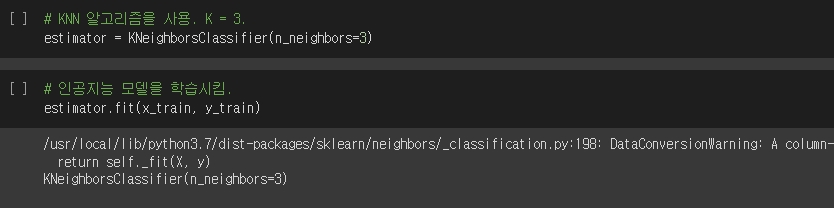 [ ] # KNN 알고리즘을 사용. K = 3.
estimator = KNeighborsClassifier(n_neighbors=3)
[ ] # 인공지능 모델을 학습시킴.
estimator.fit(x_train, y_train)
/usr/local/lib/python3.7/dist-packages/sklearn/neighbors/_classification.py:198: DataConversionWarning: A column-
return self._fit(X, y)
KNeighborsClassifier(n_neighbors=3)